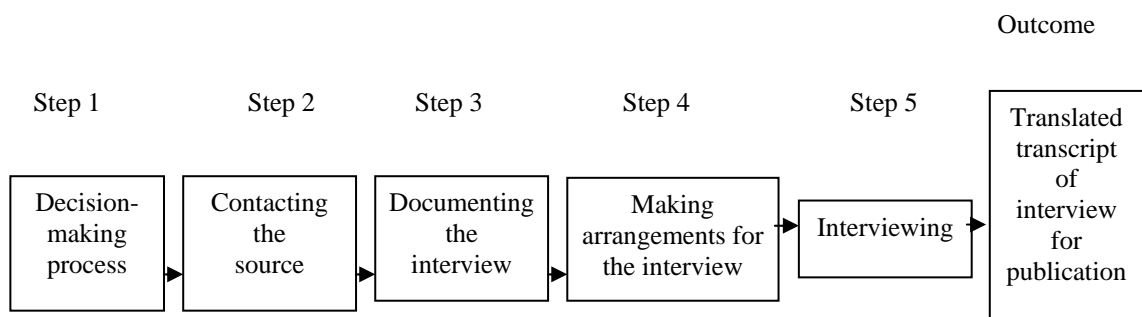 Outcome
Step 1
Step 2
Step 3
Step 4
Step 5
Decision-
making
process
Contacting
the
source
Documenting
the
interview
Making
arrangements for
the interview
Interviewing
Translated
transcript
of
interview
for
publication